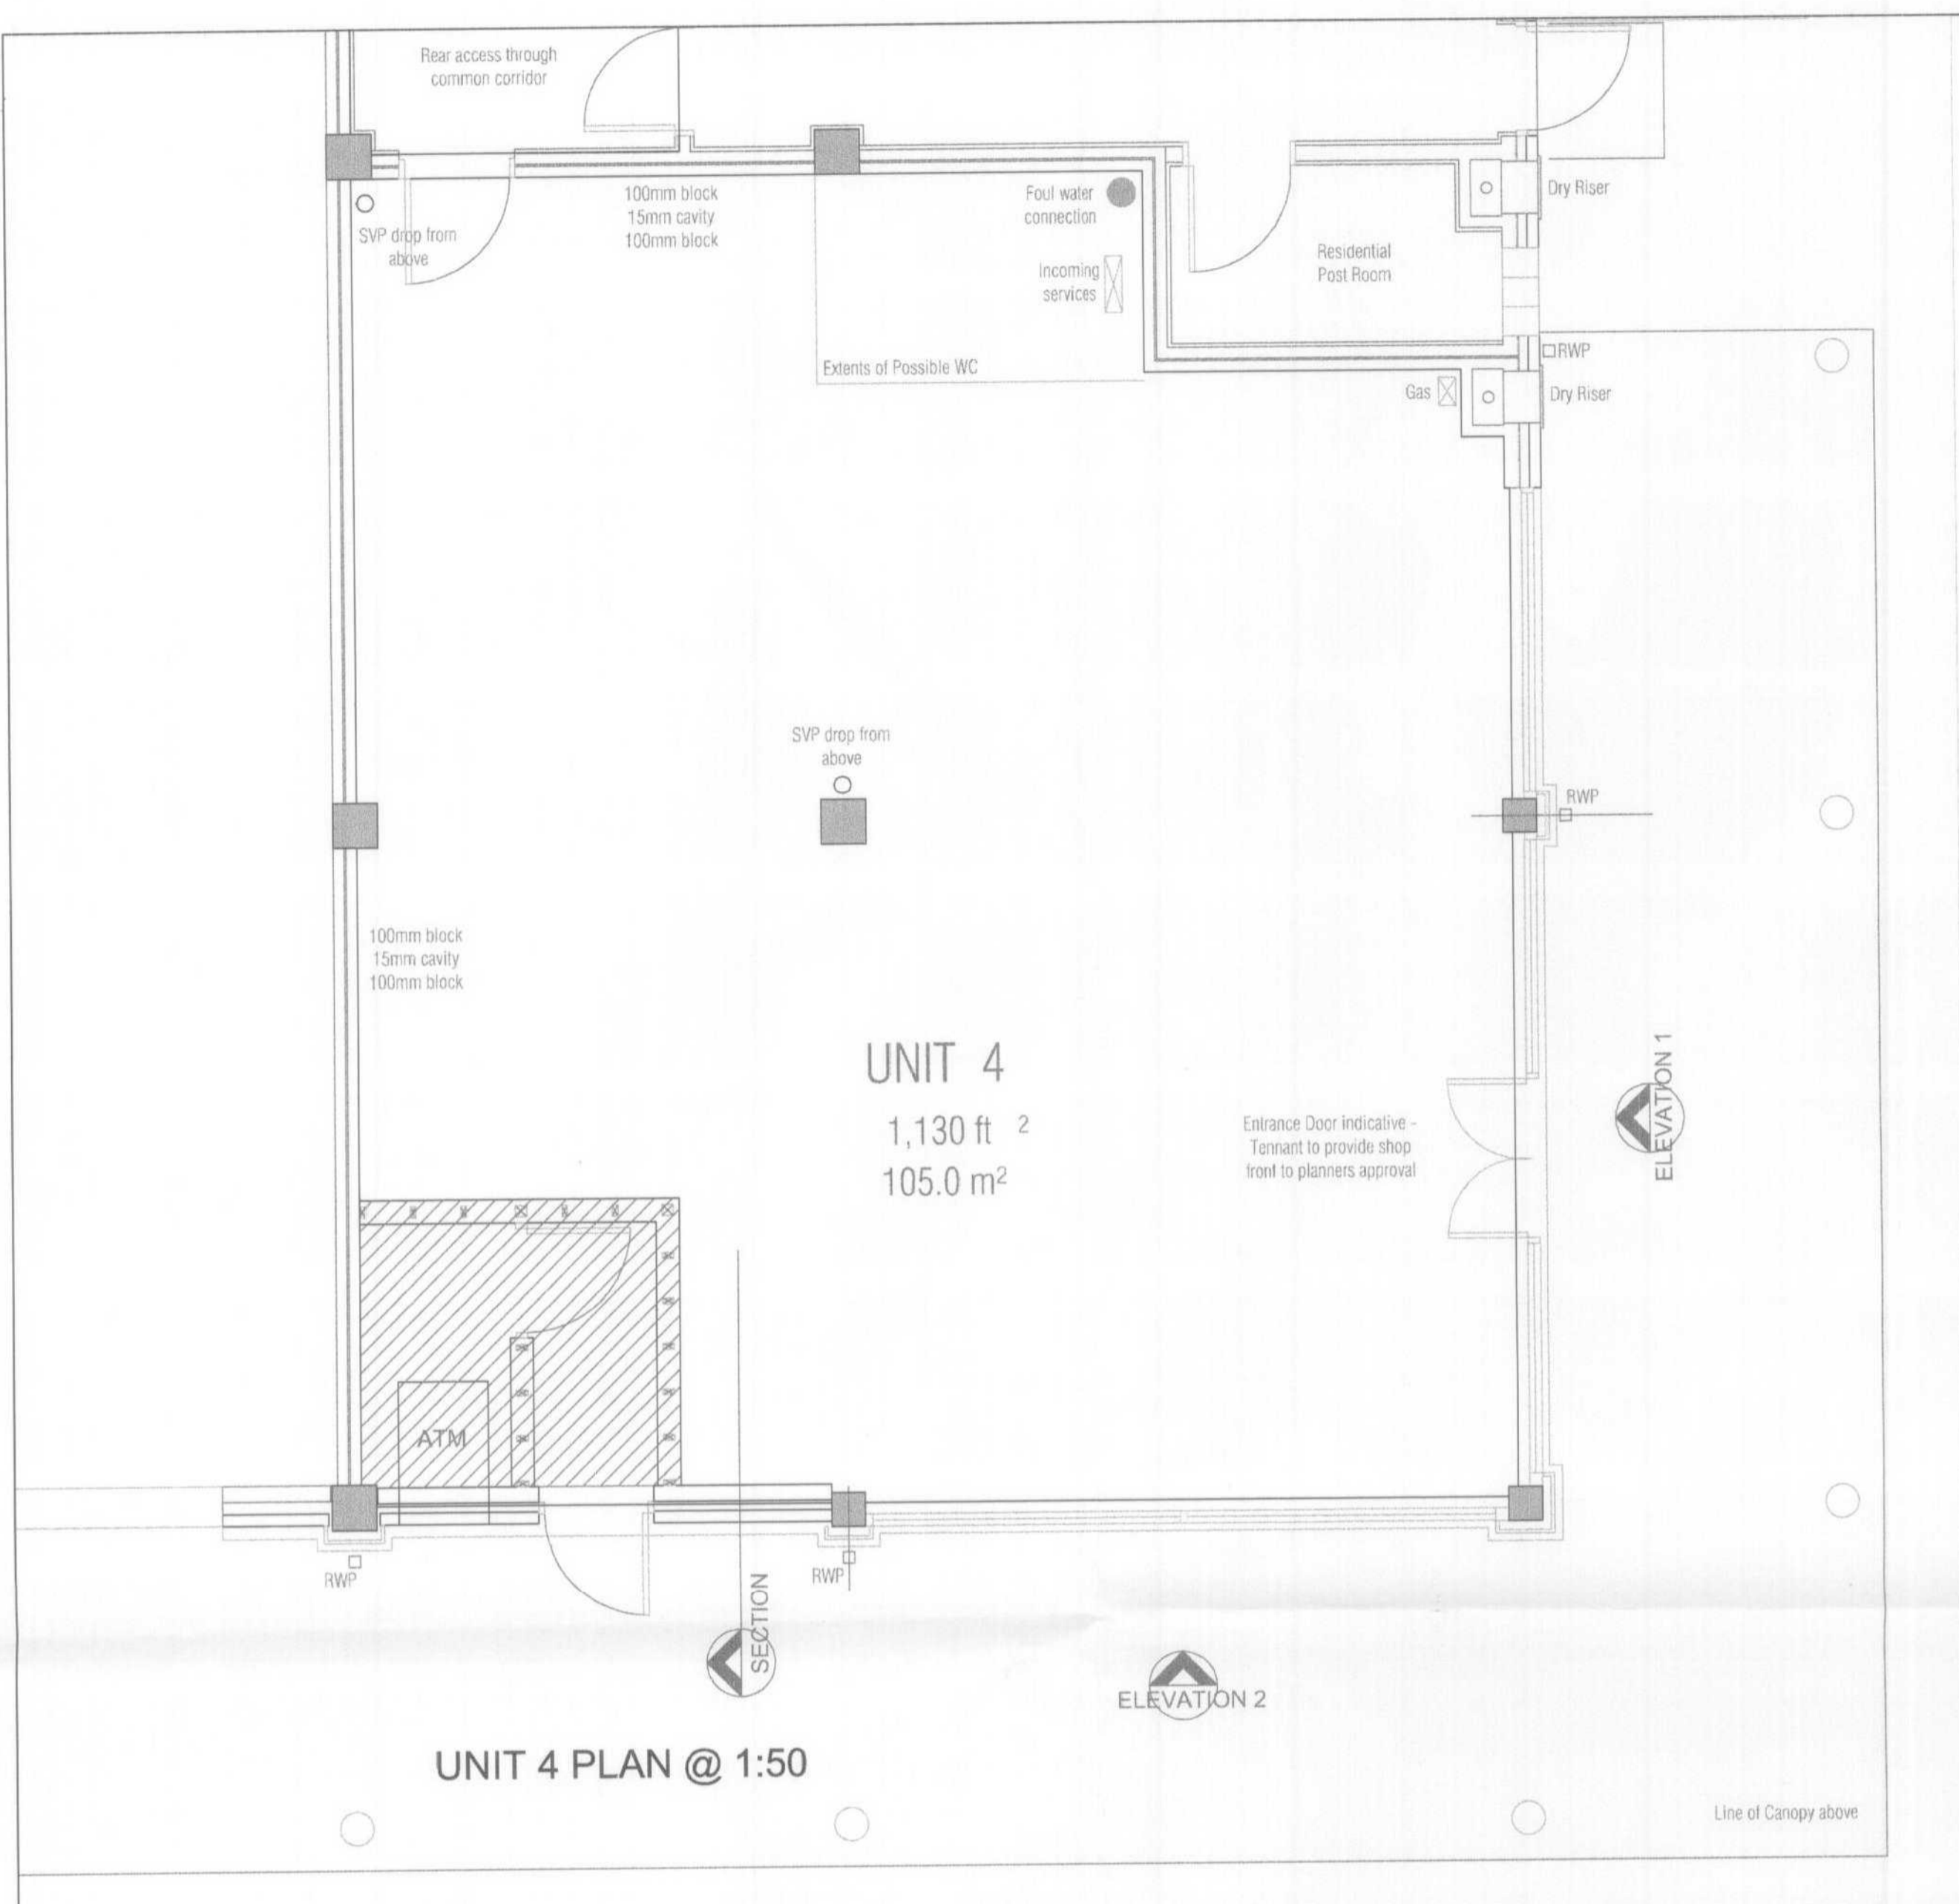 Rear access through
common corridor
100mm block
15mm cavity
100mm block
Foul water
connection
Dry Riser
SVP drop from
above
Residential
Post Room
Incoming
services
RWP
Extents of Possible WC
Gas
Dry Riser
SVP drop from
above
RWP
100mm block
15mm cavity
100mm block
UNIT 4
1,130 ft 2
105.0 m²
Entrance Door indicative -
Tennant to provide shop
front to planners approval
ELEVATION 1
ATM
RWP
RWP
SECTION
ELEVATION 2
UNIT 4 PLAN @ 1:50
Line of Canopy above